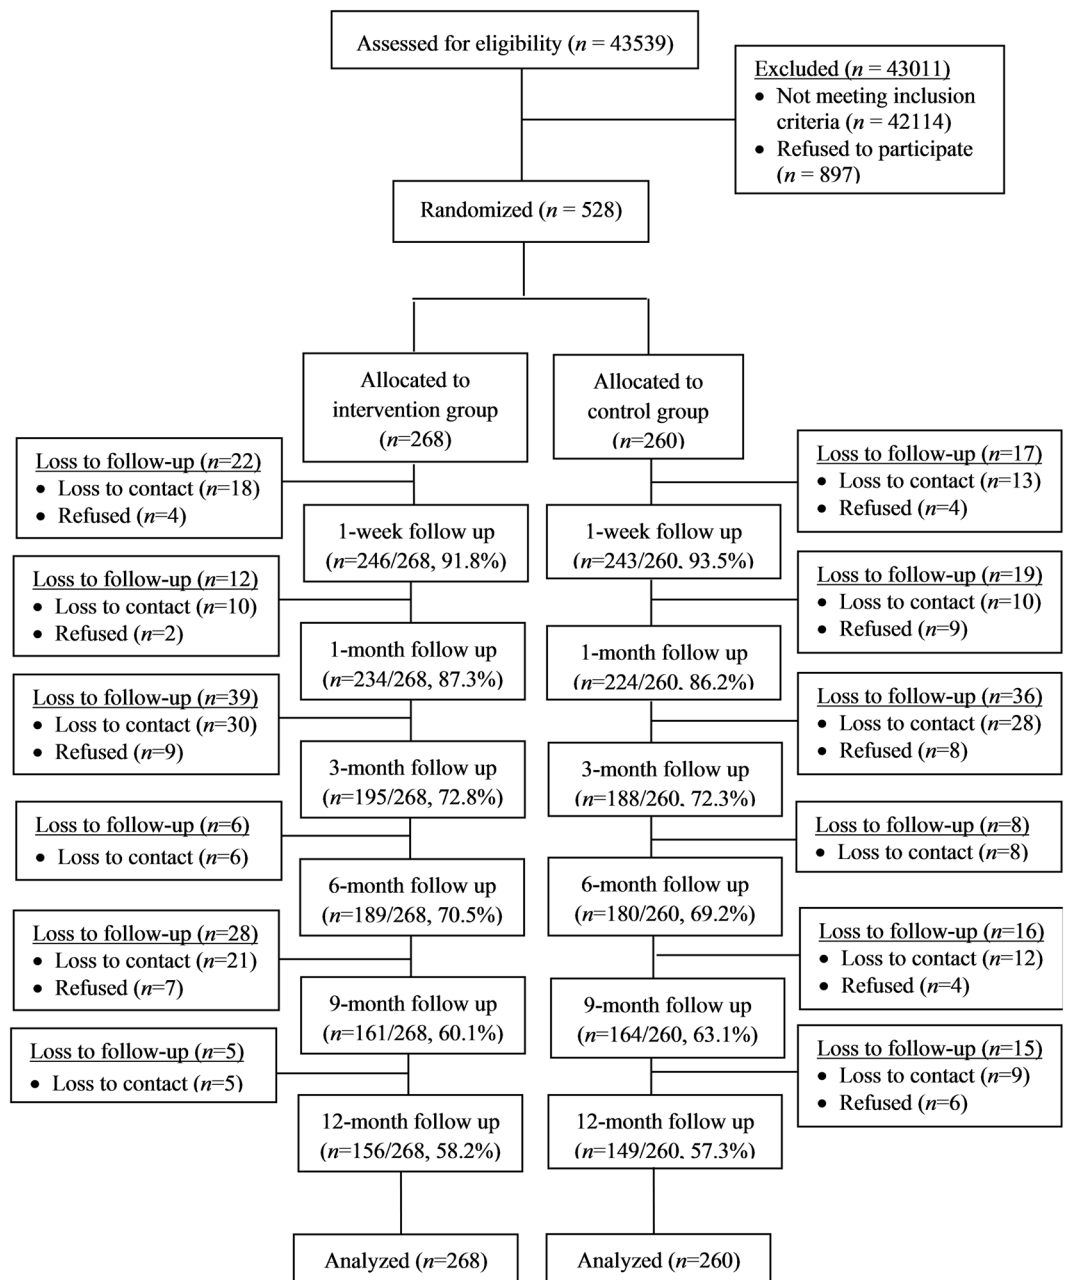 Assessed for eligibility (n = 43539)
Excluded (n = 43011)
• Not meeting inclusion
criteria (n = 42114)
• Refused to participate
(n = 897)
Randomized (n = 528)
Allocated to
intervention group
(n=268)
Allocated to
control group
(n=260)
Loss to follow-up (n=22)
• Loss to contact (n=18)
• Refused (n=4)
Loss to follow-up (n=17)
• Loss to contact (n=13)
• Refused (n=4)
1-week follow up
(n=246/268, 91.8%)
1-week follow up
(n=243/260, 93.5%)
Loss to follow-up (n=12)
• Loss to contact (n=10)
• Refused (n=2)
Loss to follow-up (n=19)
• Loss to contact (n=10)
• Refused (n=9)
1-month follow up
(n=234/268, 87.3%)
1-month follow up
(n=224/260, 86.2%)
Loss to follow-up (n=39)
• Loss to contact (n=30)
• Refused (n=9)
Loss to follow-up (n=36)
• Loss to contact (n=28)
• Refused (n=8)
3-month follow up
(n=195/268, 72.8%)
3-month follow up
(n=188/260, 72.3%)
Loss to follow-up (n=6)
• Loss to contact (n=6)
Loss to follow-up (n=8)
• Loss to contact (n=8)
6-month follow up
(n=189/268, 70.5%)
6-month follow up
(n=180/260, 69.2%)
Loss to follow-up (n=28)
• Loss to contact (n=21)
• Refused (n=7)
Loss to follow-up (n=16)
• Loss to contact (n=12)
• Refused (n=4)
9-month follow up
(n=161/268, 60.1%)
9-month follow up
(n=164/260, 63.1%)
Loss to follow-up (n=5)
• Loss to contact (n=5)
Loss to follow-up (n=15)
• Loss to contact (n=9)
• Refused (n=6)
12-month follow up
(n=156/268, 58.2%)
12-month follow up
(n=149/260, 57.3%)
Analyzed (n=268)
Analyzed (n=260)